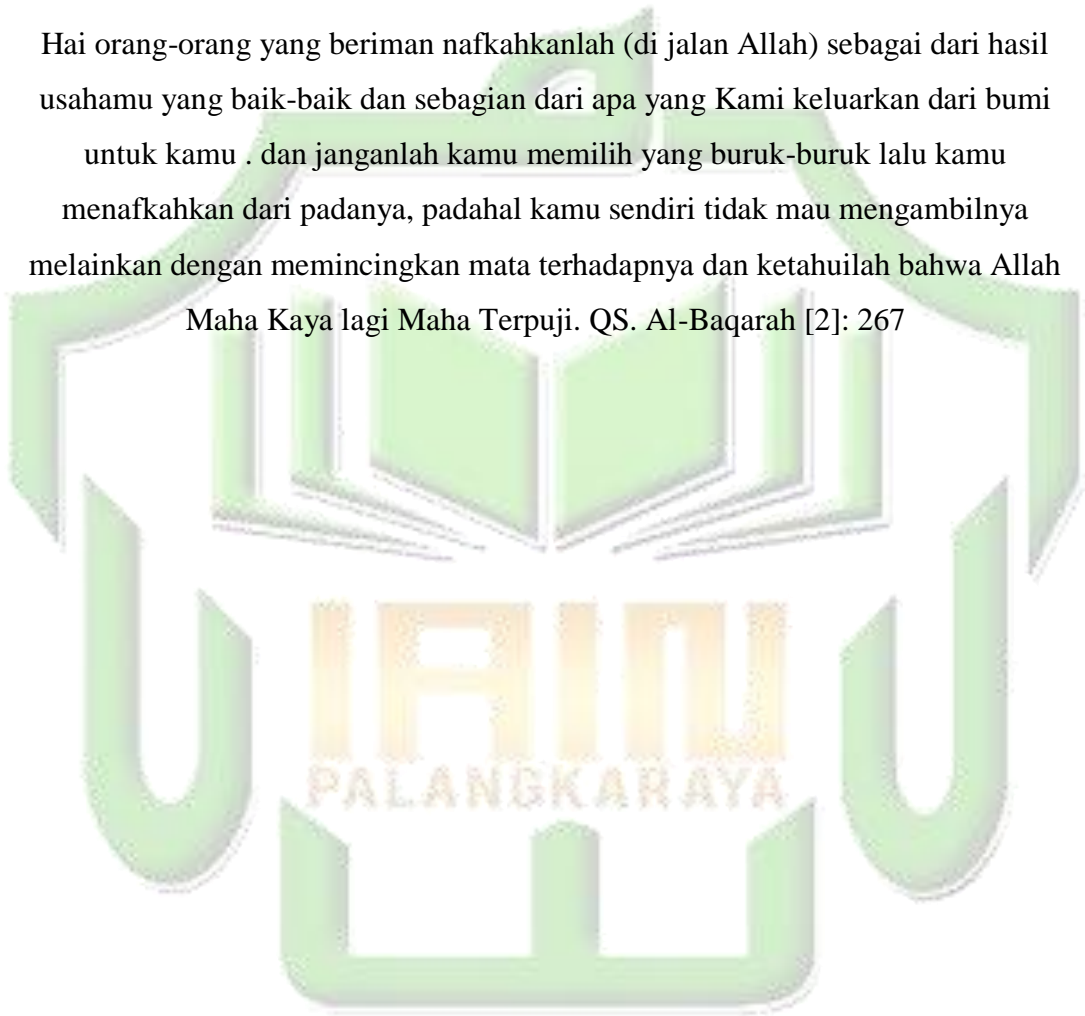 Hai orang-orang yang beriman nafkahkanlah (di jalan Allah) sebagai dari hasil
usahamu yang baik-baik dan sebagian dari apa yang Kami keluarkan dari bumi
untuk kamu . dan janganlah kamu memilih yang buruk-buruk lalu kamu
menafkahkan dari padanya, padahal kamu sendiri tidak mau mengambilnya
melainkan dengan memincingkan mata terhadapnya dan ketahuilah bahwa Allah
Maha Kaya lagi Maha Terpuji. QS. Al-Baqarah [2]: 267
IAIN
PALANGKARAYA